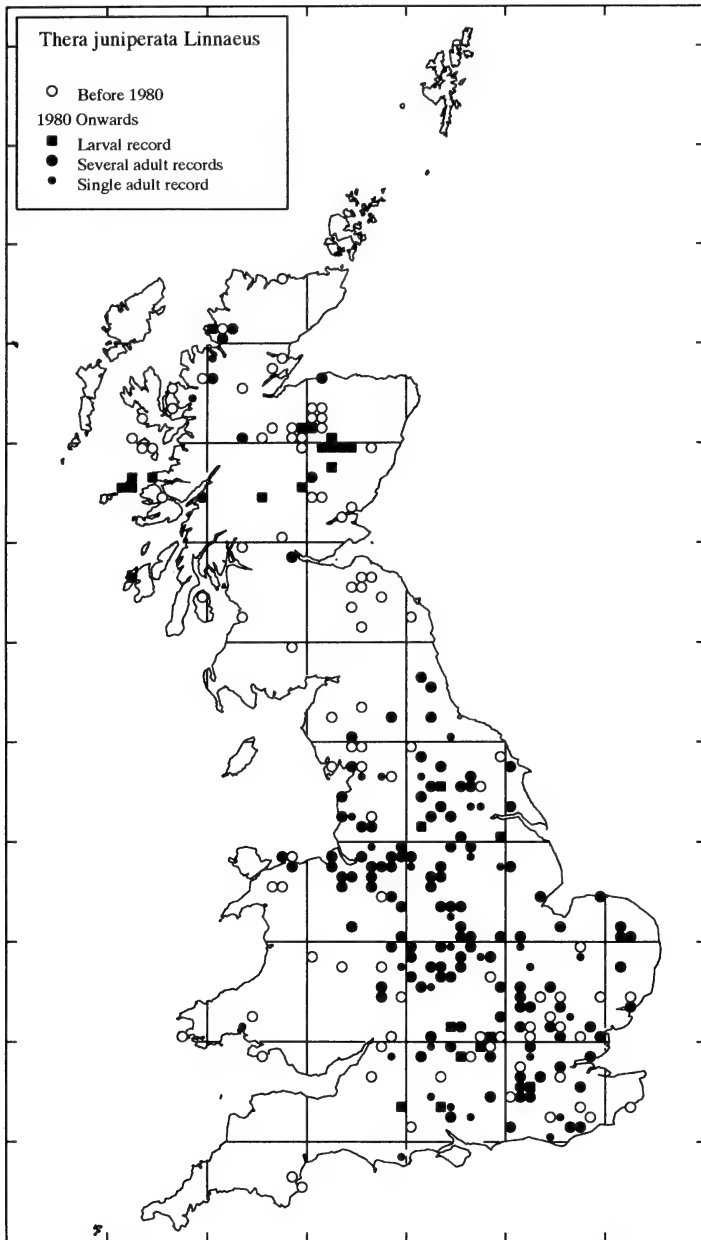 Thera juniperata Linnaeus
Before 1980
1980 Onwards
Larval record
Several adult records
Single adult record